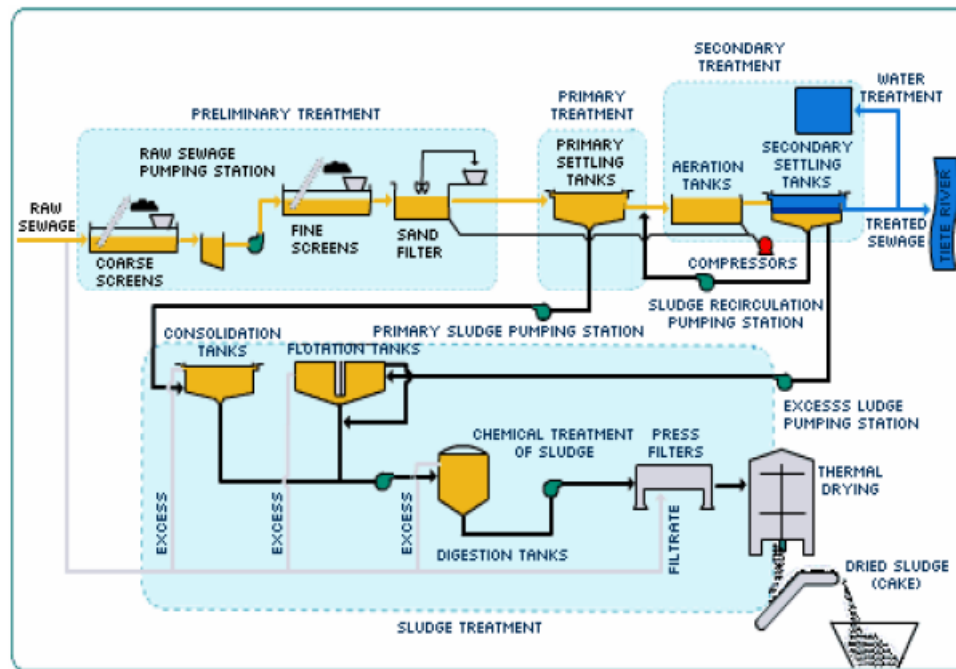 SECONDARY
TREATMENT
WATER
TREATMENT
PRIMARY
TREATMENT
PRELIMINARY TREATMENT
RAW SEWAGE
PUMPING STATION
PRIMARY
SETTLING
TANKS
AERATION
TANKS
SECONDARY
SETTLING
TANKS
RAW
SEWAGE
COARSE
SCREENS
FINE
SCREENS
SAND
FILTER
COMPRESSORS
TREATED
SEWAGE
TIETE RIVER
SLUDGE RECIRCULATION
PUMPING STATION
PRIMARY SLUDGE PUMPING STATION
CONSOLIDATION
TANKS
FLOTATION TANKS
EXCESSS LUDGE
PUMPING STATION
CHEMICAL TREATMENT
OF SLUDGE
PRESS
FILTERS
THERMAL
DRYING
EXCESS
EXCESS
EXCESS
DIGESTION TANKS
FILTRATE
DRIED SLUDGE
(CAKE)
SLUDGE TREATMENT